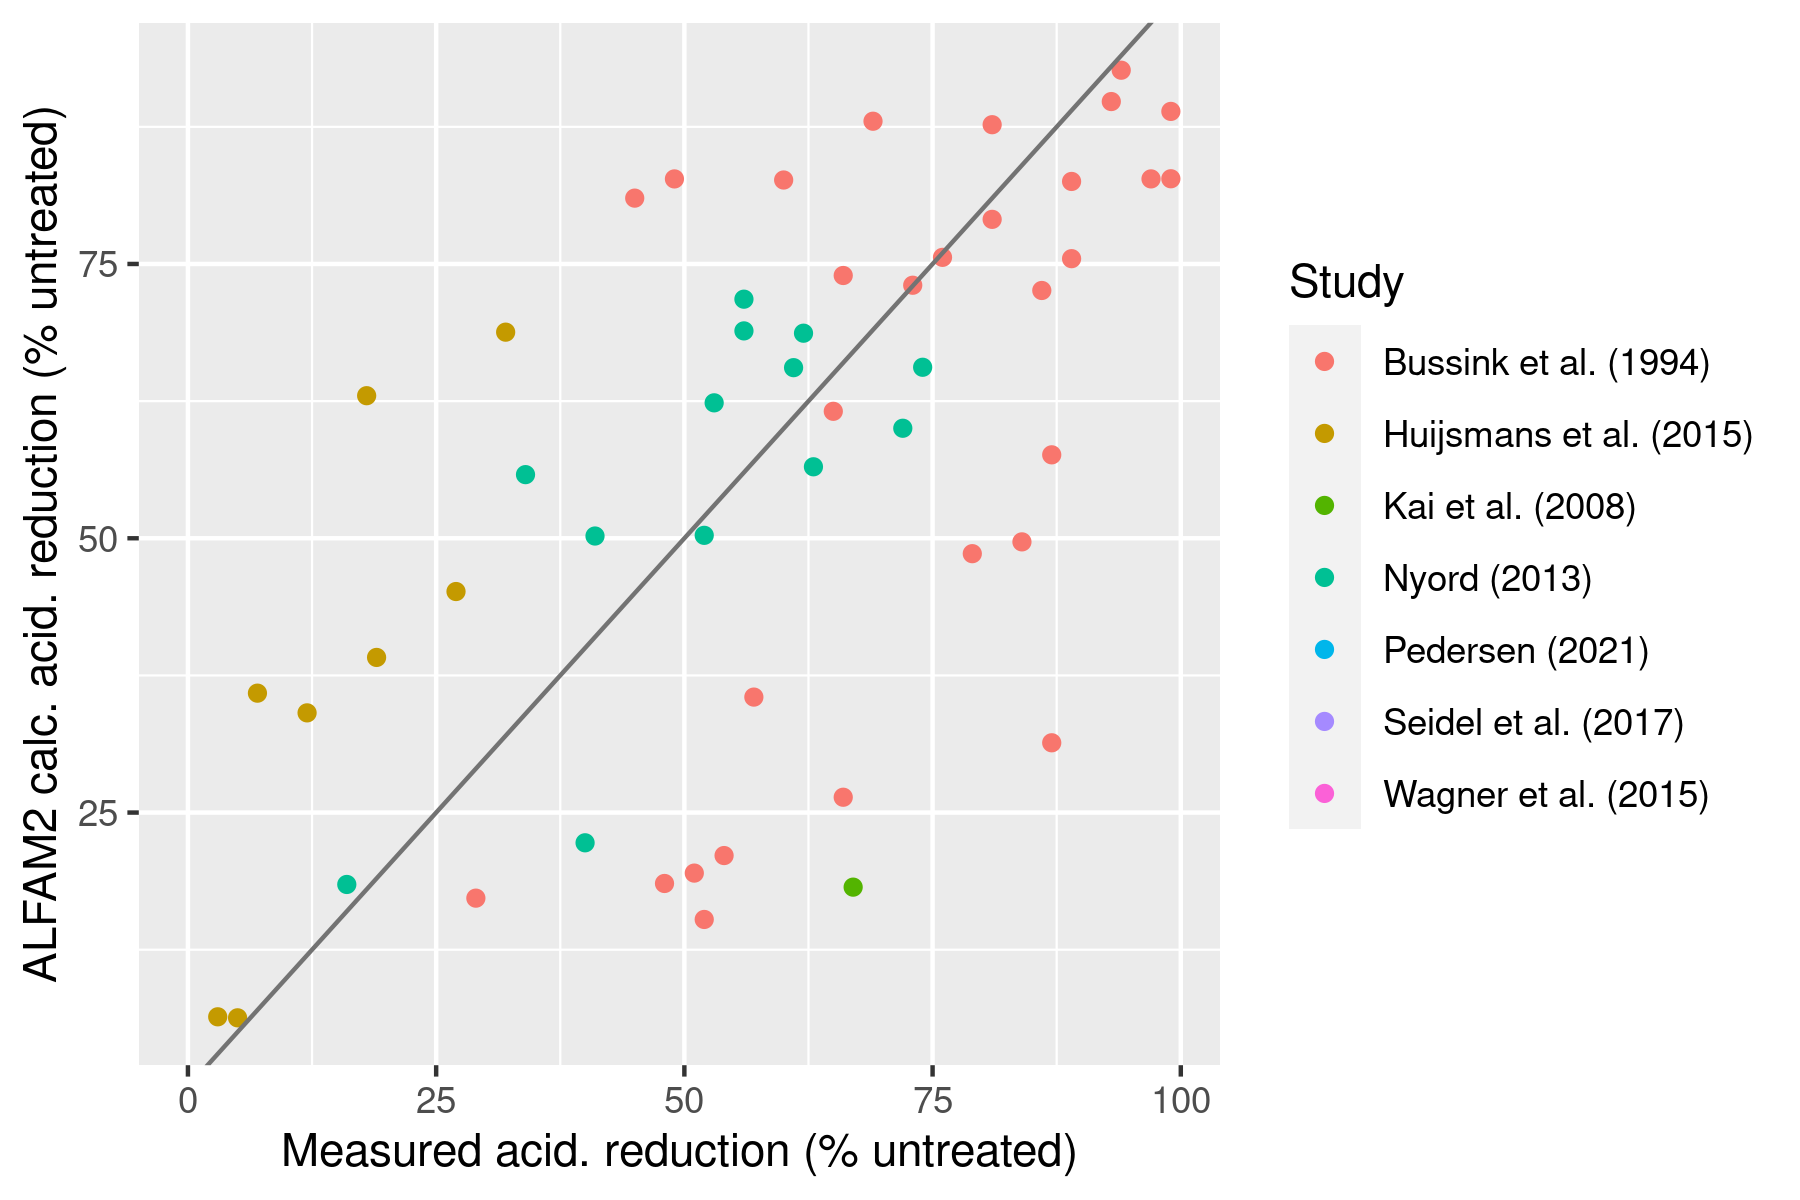 ALFAM2 calc. acid. reduction (% untreated)
75
50
25
0 25 50 75 100
Measured acid. reduction (% untreated)
Study
Bussink et al. (1994)
Huijsmans et al. (2015)
Kai et al. (2008)
Nyord (2013)
Pedersen (2021)
Seidel et al. (2017)
Wagner et al. (2015)